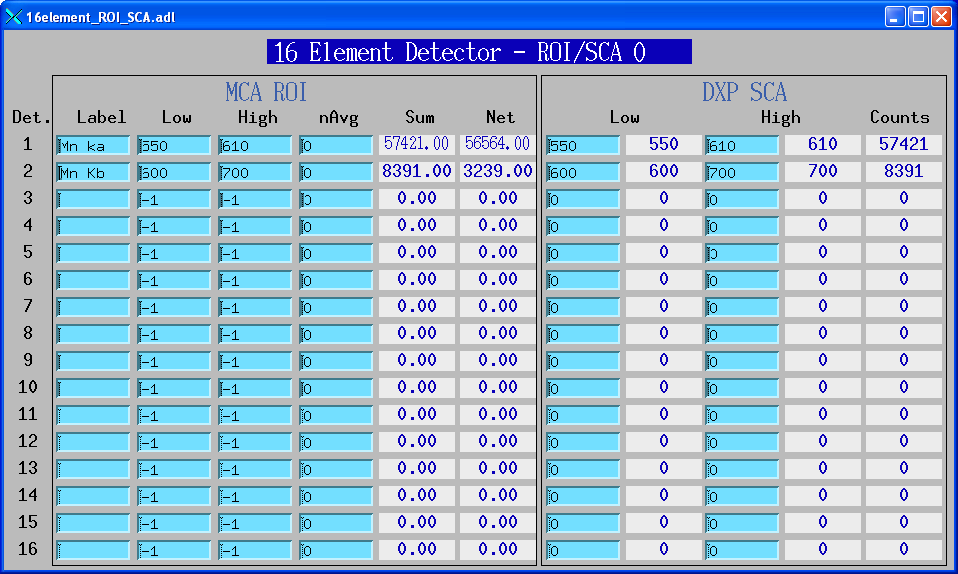 16element_ROI_SCA.adl
16 Element Detector - ROI/SCA 0
MCA ROI DXP SCA
Det. Label Low High nAvg Sum Net Low High Counts
1 Mn ka 550 610 0 57421.00 56564.00 550 550 610 610 57421
2 Mn Kb 600 700 0 8391.00 3239.00 600 600 700 700 8391
3 -1 -1 0 0.00 0.00 0 0 0 0 0
4 -1 -1 0 0.00 0.00 0 0 0 0 0
5 -1 -1 0 0.00 0.00 0 0 0 0 0
6 -1 -1 0 0.00 0.00 0 0 0 0 0
7 -1 -1 0 0.00 0.00 0 0 0 0 0
8 -1 -1 0 0.00 0.00 0 0 0 0 0
9 -1 -1 0 0.00 0.00 0 0 0 0 0
10 -1 -1 0 0.00 0.00 0 0 0 0 0
11 -1 -1 0 0.00 0.00 0 0 0 0 0
12 -1 -1 0 0.00 0.00 0 0 0 0 0
13 -1 -1 0 0.00 0.00 0 0 0 0 0
14 -1 -1 0 0.00 0.00 0 0 0 0 0
15 -1 -1 0 0.00 0.00 0 0 0 0 0
16 -1 -1 0 0.00 0.00 0 0 0 0 0